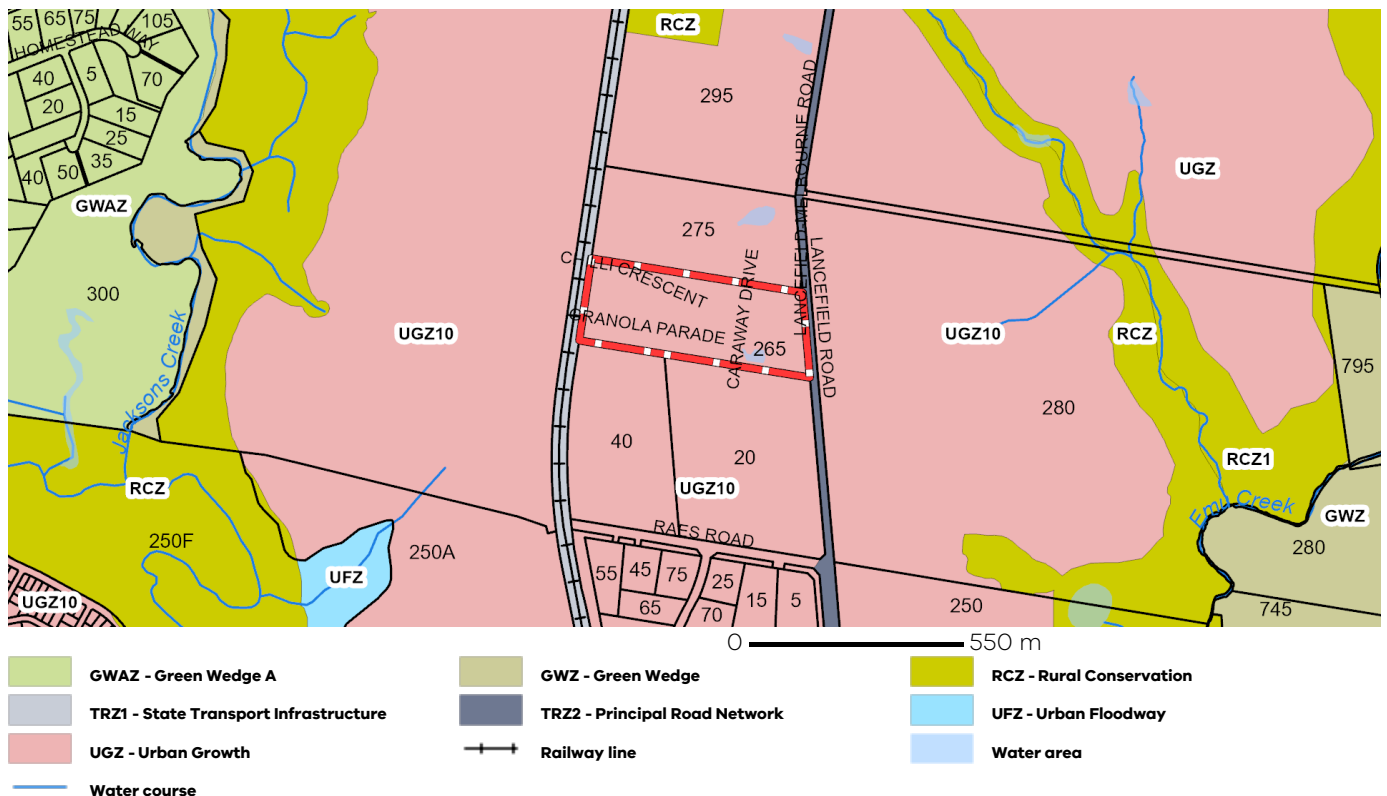 55 65 75 105
HOMESTEAD WAY
40 5 70
20 15
25
40 50 35
GWAZ
300
Jacksons Creek
RCZ
250F
UGZ10
UFZ
250A
UGZ10
RCZ
295
275
CHILLI CRESCENT
GRANOLA PARADE
CARAWAY DRIVE
265
LANCEFIELD-MELBOURNE ROAD
LANCEFIELD ROAD
40
20
UGZ10
RAES ROAD
55 45 75 25
65 70 15 5
UGZ
UGZ10
RCZ
280
795
RCZ1
Emu Creek
GWZ
280
250
745
0 550 m
GWAZ - Green Wedge A
GWZ - Green Wedge
RCZ - Rural Conservation
TRZ1 - State Transport Infrastructure
TRZ2 - Principal Road Network
UFZ - Urban Floodway
UGZ - Urban Growth
Railway line
Water area
Water course